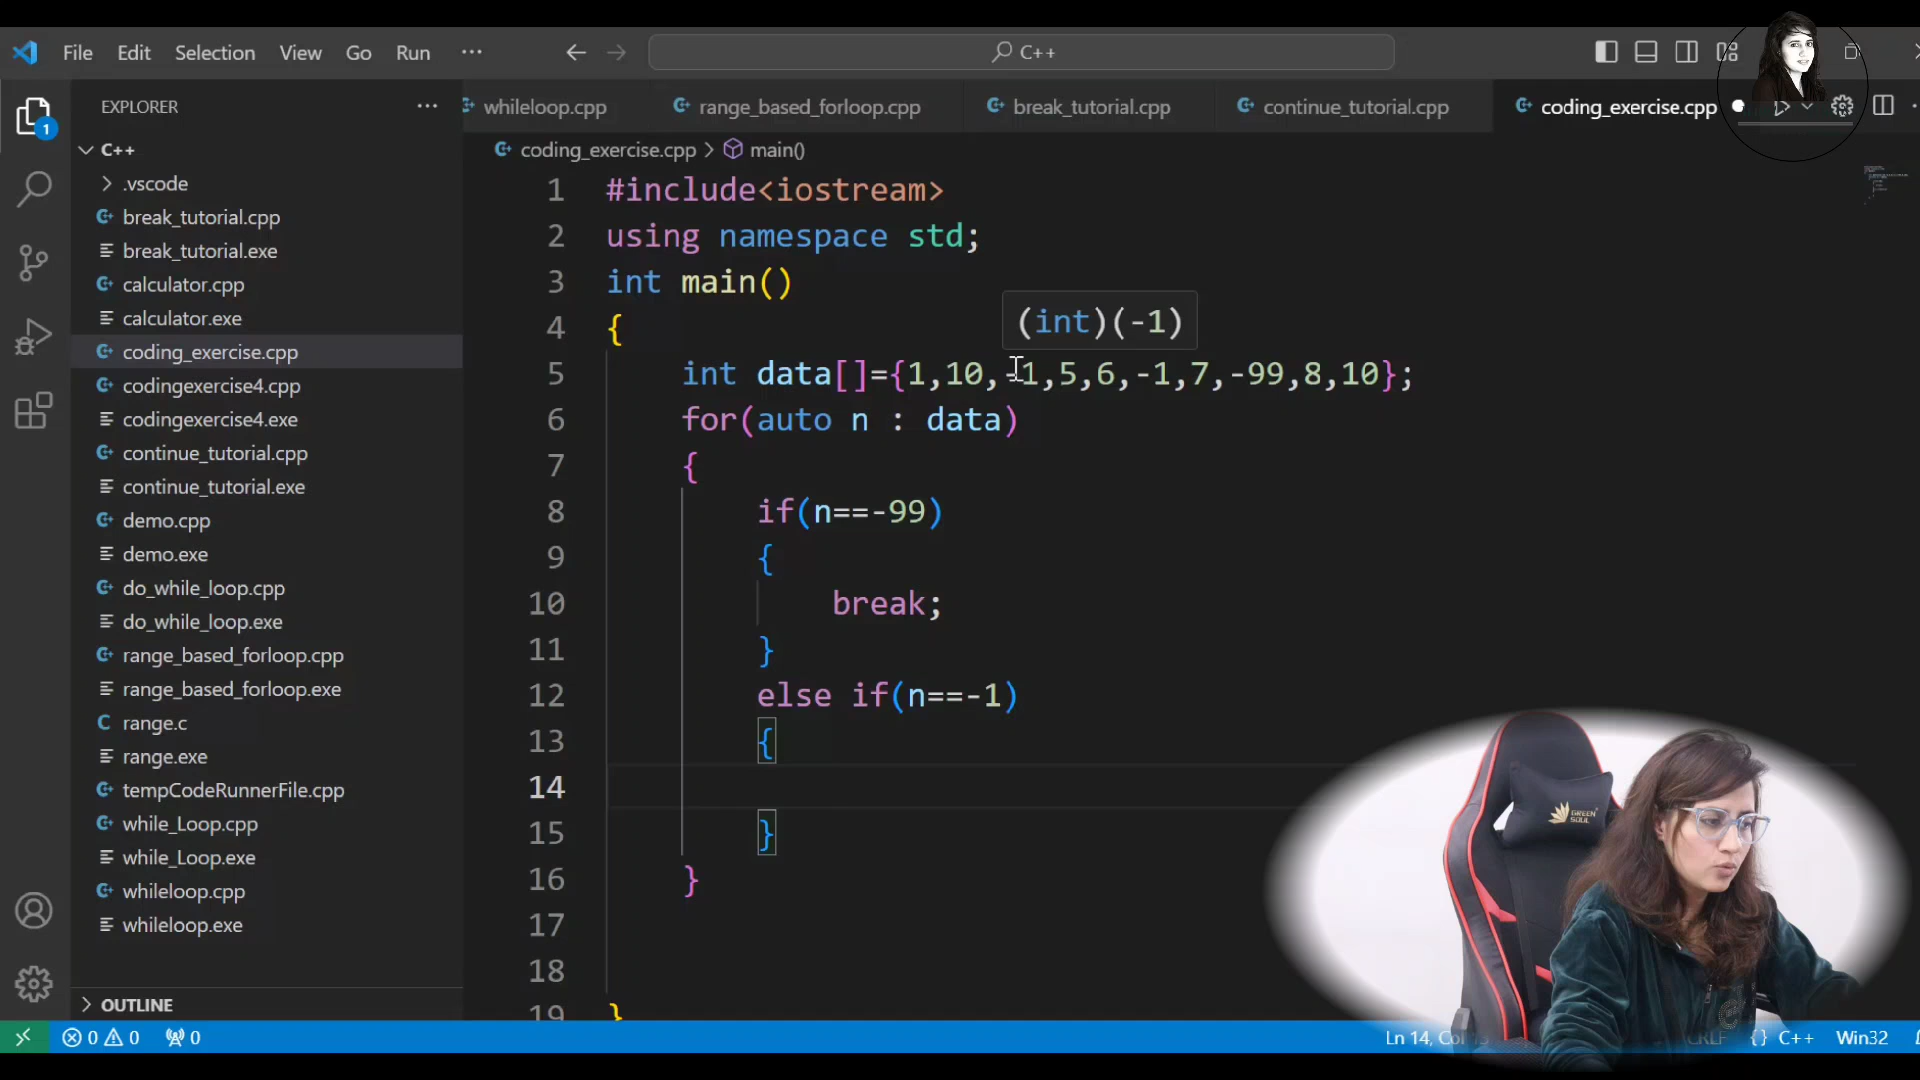 File Edit Selection View Go Run ···
C++
EXPLORER ···
whileloop.cpp range_based_forloop.cpp break_tutorial.cpp continue_tutorial.cpp coding_exercise.cpp
C++
coding_exercise.cpp > main()
.vscode
break_tutorial.cpp
break_tutorial.exe
calculator.cpp
calculator.exe
coding_exercise.cpp
codingexercise4.cpp
codingexercise4.exe
continue_tutorial.cpp
continue_tutorial.exe
demo.cpp
demo.exe
do_while_loop.cpp
do_while_loop.exe
range_based_forloop.cpp
range_based_forloop.exe
C range.c
range.exe
tempCodeRunnerFile.cpp
while_Loop.cpp
while_Loop.exe
whileloop.cpp
whileloop.exe
OUTLINE
1 #include<iostream>
2 using namespace std;
3 int main()
4 {
(int)(-1)
5 int data[]={1,10,-1,5,6,-1,7,-99,8,10};
6 for(auto n : data)
7 {
8 if(n==-99)
9 {
10 break;
11 }
12 else if(n==-1)
13 {
14
15 }
16 }
17
18
19 }
GREEN SOUL
1
0 0 0 Ln 14, CRLF {} C++ Win32